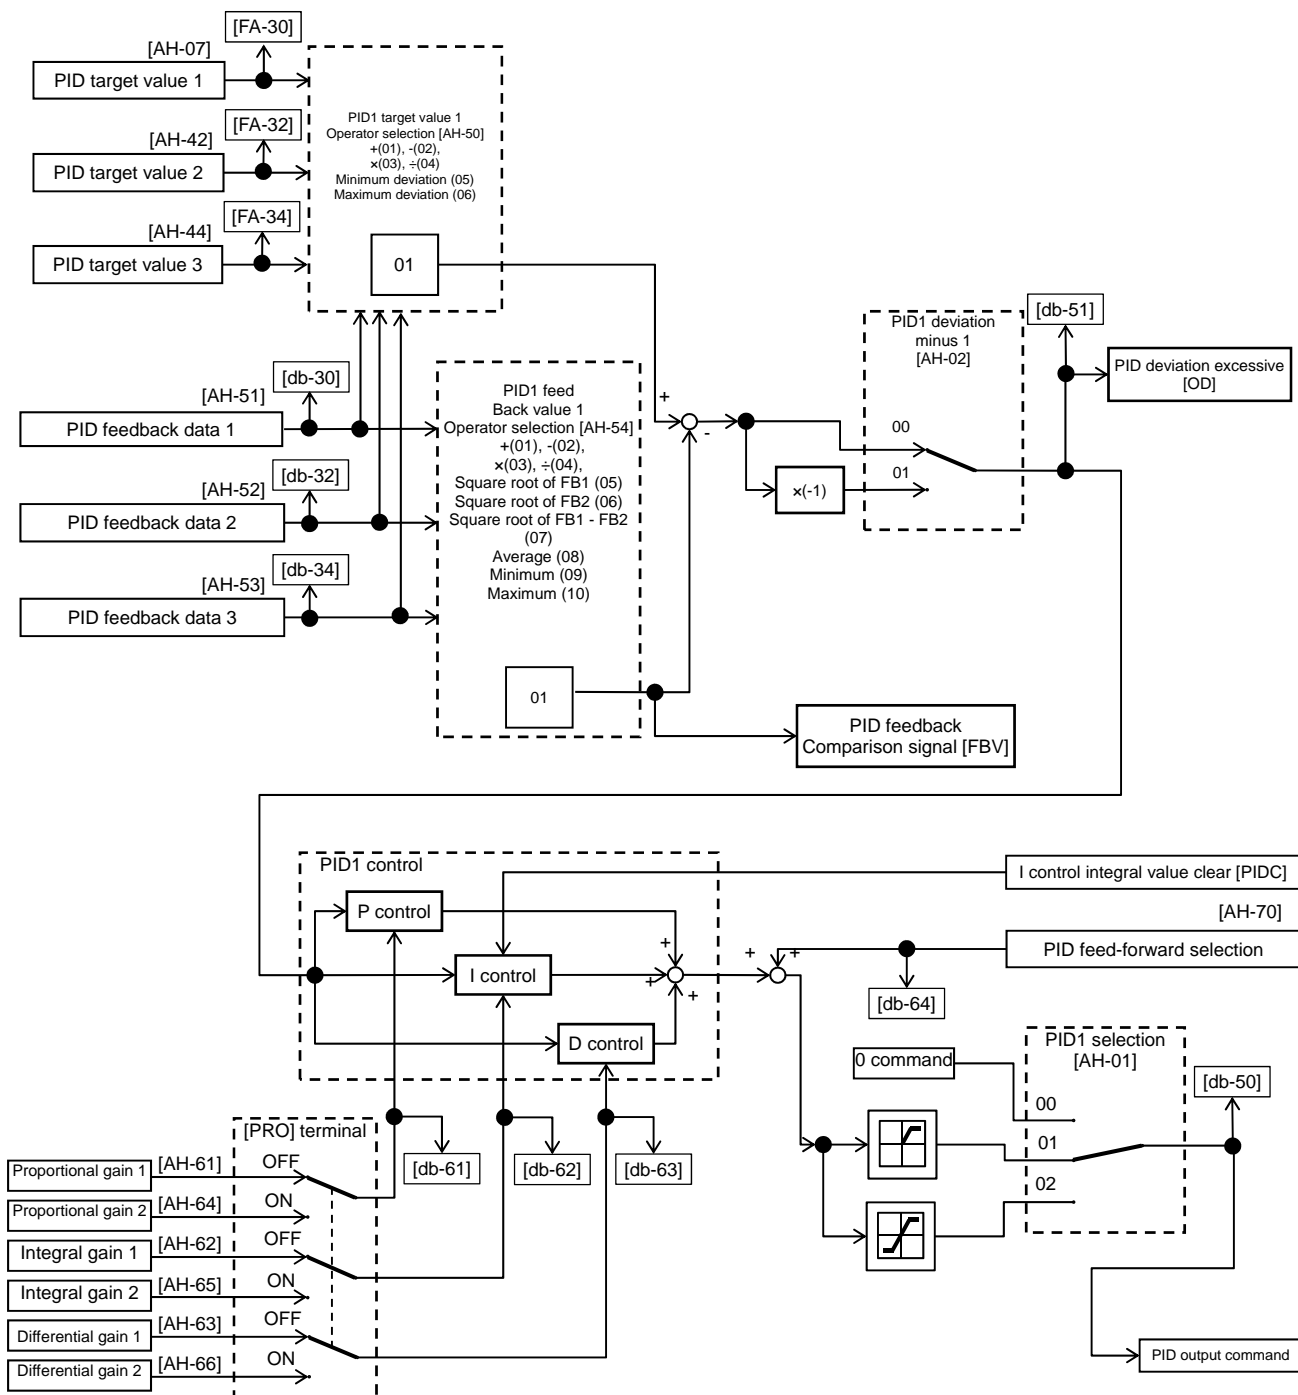 [FA-30]
[AH-07]
PID target value 1
[FA-32]
[AH-42]
PID target value 2
[FA-34]
[AH-44]
PID target value 3
PID1 target value 1
Operator selection [AH-50]
+(01), -(02),
×(03), ÷(04)
Minimum deviation (05)
Maximum deviation (06)
01
[db-30]
[AH-51]
PID feedback data 1
[db-32]
[AH-52]
PID feedback data 2
[db-34]
[AH-53]
PID feedback data 3
PID1 feed
Back value 1
Operator selection [AH-54]
+(01), -(02),
×(03), ÷(04),
Square root of FB1 (05)
Square root of FB2 (06)
Square root of FB1 - FB2
(07)
Average (08)
Minimum (09)
Maximum (10)
01
+
-
×(-1)
PID1 deviation
minus 1
[AH-02]
00
01
[db-51]
PID deviation excessive
[OD]
PID feedback
Comparison signal [FBV]
PID1 control
P control
I control
D control
+
+
+
I control integral value clear [PIDC]
[AH-70]
PID feed-forward selection
+
+
[db-64]
0 command
PID1 selection
[AH-01]
00
01
02
[db-50]
PID output command
[db-61]
[db-62]
[db-63]
[PRO] terminal
Proportional gain 1
[AH-61]
OFF
Proportional gain 2
[AH-64]
ON
Integral gain 1
[AH-62]
OFF
Integral gain 2
[AH-65]
ON
Differential gain 1
[AH-63]
OFF
Differential gain 2
[AH-66]
ON